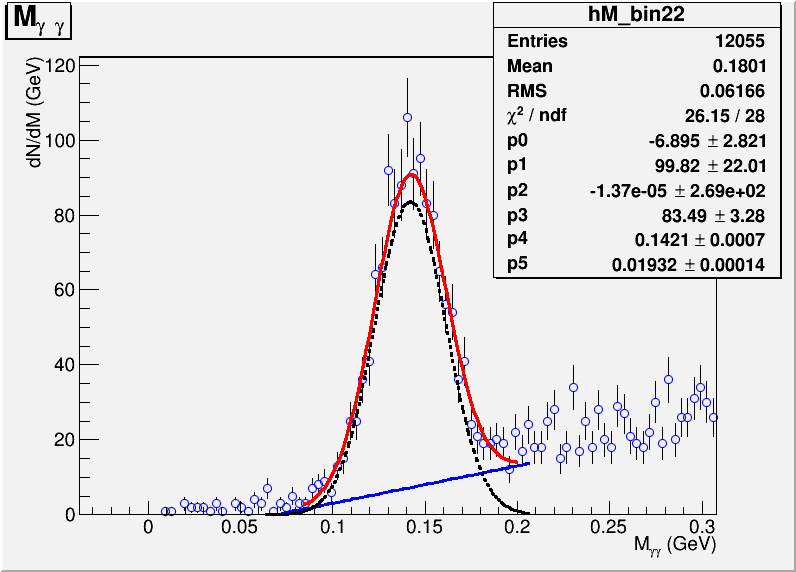 Mγ γ
hM_bin22
Entries 12055
Mean 0.1801
RMS 0.06166
χ² / ndf 26.15 / 28
p0 -6.895 ± 2.821
p1 99.82 ± 22.01
p2 -1.37e-05 ± 2.69e+02
p3 83.49 ± 3.28
p4 0.1421 ± 0.0007
p5 0.01932 ± 0.00014
dN/dM (GeV)
120
100
80
60
40
20
0
0 0.05 0.1 0.15 0.2 0.25 0.3
Mγγ (GeV)